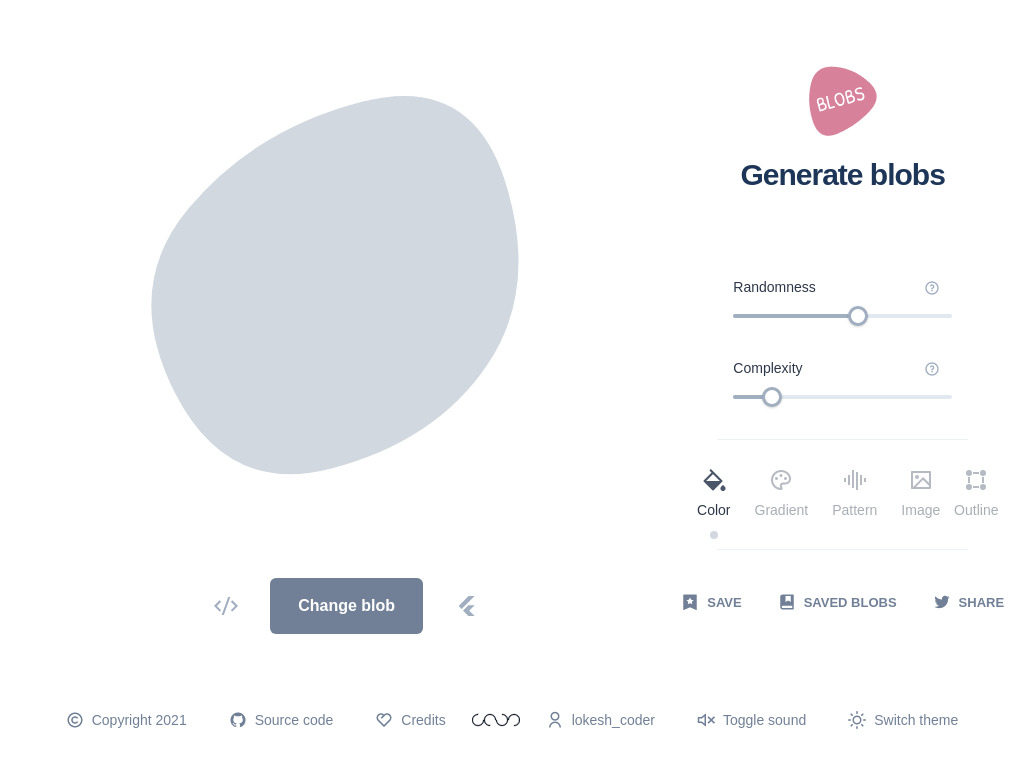 BLOBS
Generate blobs
Randomness
Complexity
Color Gradient Pattern Image Outline
Change blob
SAVE SAVED BLOBS SHARE
Copyright 2021 Source code Credits lokesh_coder Toggle sound Switch theme